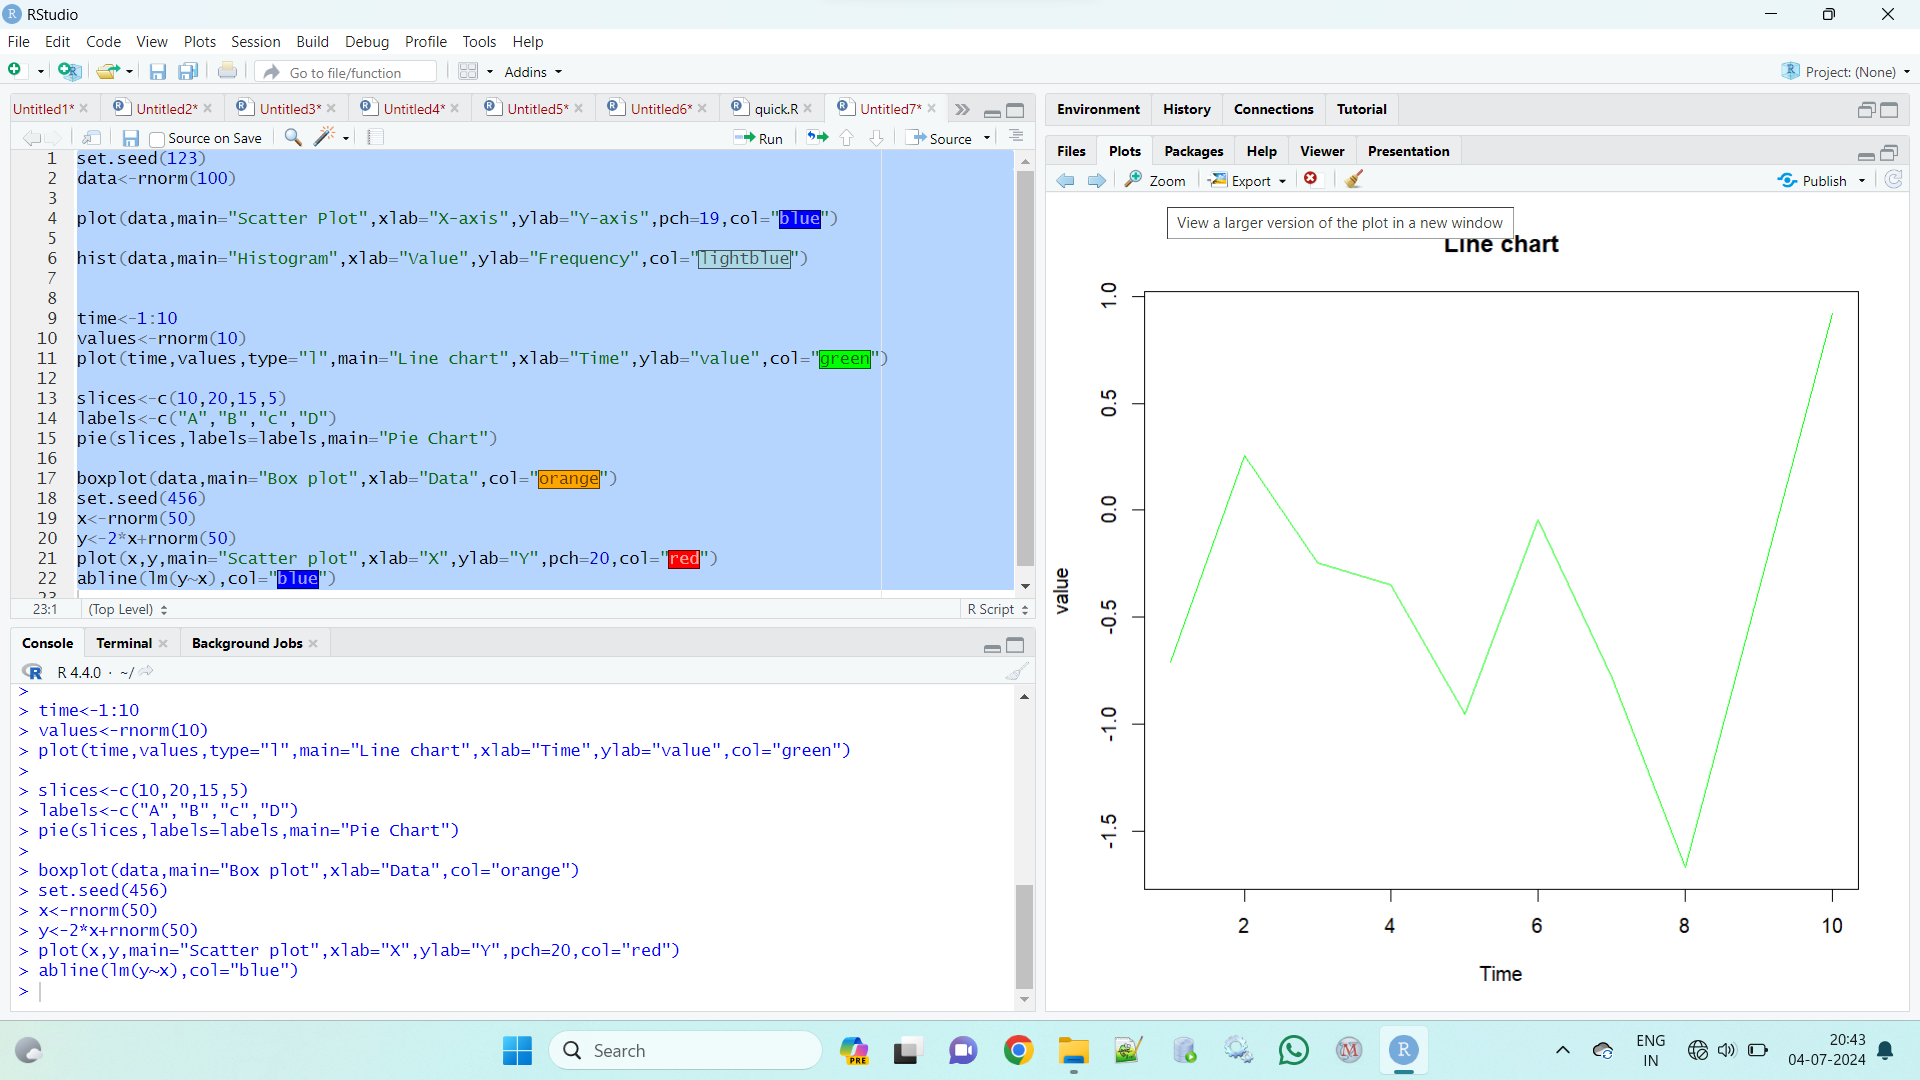 RStudio
File Edit Code View Plots Session Build Debug Profile Tools Help
Go to file/function Addins Project: (None)
Untitled1* Untitled2* Untitled3* Untitled4* Untitled5* Untitled6* quick.R Untitled7*
Source on Save Run Source
1 set.seed(123)
2 data<-rnorm(100)
3
4 plot(data,main="Scatter Plot",xlab="X-axis",ylab="Y-axis",pch=19,col="blue")
5
6 hist(data,main="Histogram",xlab="Value",ylab="Frequency",col="lightblue")
7
8
9 time<-1:10
10 values<-rnorm(10)
11 plot(time,values,type="l",main="Line chart",xlab="Time",ylab="value",col="green")
12
13 slices<-c(10,20,15,5)
14 labels<-c("A","B","c","D")
15 pie(slices,labels=labels,main="Pie Chart")
16
17 boxplot(data,main="Box plot",xlab="Data",col="orange")
18 set.seed(456)
19 x<-rnorm(50)
20 y<-2*x+rnorm(50)
21 plot(x,y,main="Scatter plot",xlab="X",ylab="Y",pch=20,col="red")
22 abline(lm(y~x),col="blue")
23
23:1 (Top Level) R Script
Console Terminal Background Jobs
R 4.4.0 · ~/
>
> time<-1:10
> values<-rnorm(10)
> plot(time,values,type="l",main="Line chart",xlab="Time",ylab="value",col="green")
>
> slices<-c(10,20,15,5)
> labels<-c("A","B","c","D")
> pie(slices,labels=labels,main="Pie Chart")
>
> boxplot(data,main="Box plot",xlab="Data",col="orange")
> set.seed(456)
> x<-rnorm(50)
> y<-2*x+rnorm(50)
> plot(x,y,main="Scatter plot",xlab="X",ylab="Y",pch=20,col="red")
> abline(lm(y~x),col="blue")
>
Environment History Connections Tutorial
Files Plots Packages Help Viewer Presentation
Zoom Export Publish
View a larger version of the plot in a new window
Line chart
1.0
0.5
0.0
-0.5
-1.0
-1.5
value
2 4 6 8 10
Time
Search
PRE
ENG
IN
20:43
04-07-2024